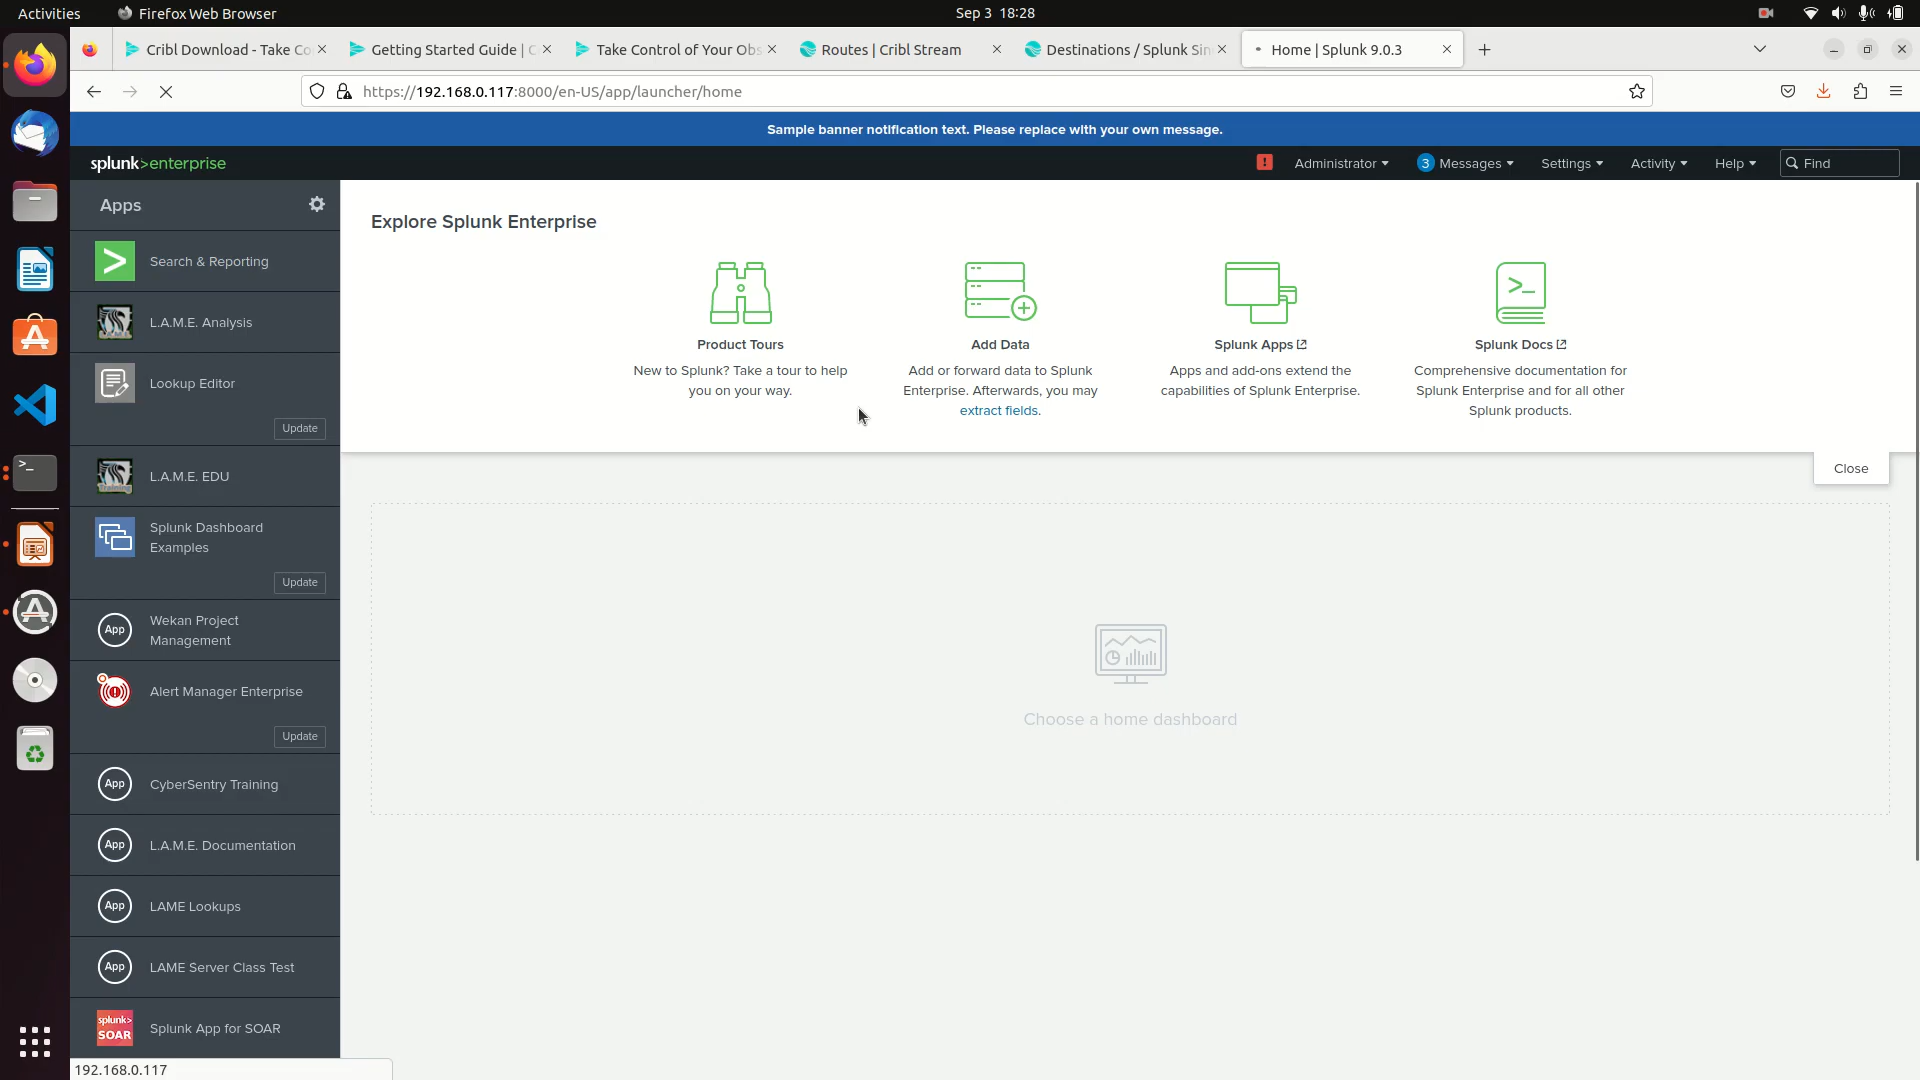 Activities
Firefox Web Browser
Sep 3 18:28
Cribl Download - Take Co
Getting Started Guide | C
Take Control of Your Obs
Routes | Cribl Stream
Destinations / Splunk Sin
Home | Splunk 9.0.3
https://192.168.0.117:8000/en-US/app/launcher/home
Sample banner notification text. Please replace with your own message.
splunk>enterprise
!
Administrator
3 Messages
Settings
Activity
Help
Find
Apps
Search & Reporting
L.A.M.E. Analysis
Lookup Editor
Update
L.A.M.E. EDU
Splunk Dashboard
Examples
Update
App
Wekan Project
Management
Alert Manager Enterprise
Update
App
CyberSentry Training
App
L.A.M.E. Documentation
App
LAME Lookups
App
LAME Server Class Test
splunk>
SOAR
Splunk App for SOAR
Explore Splunk Enterprise
Product Tours
New to Splunk? Take a tour to help
you on your way.
Add Data
Add or forward data to Splunk
Enterprise. Afterwards, you may
extract fields.
Splunk Apps
Apps and add-ons extend the
capabilities of Splunk Enterprise.
Splunk Docs
Comprehensive documentation for
Splunk Enterprise and for all other
Splunk products.
Close
Choose a home dashboard
192.168.0.117